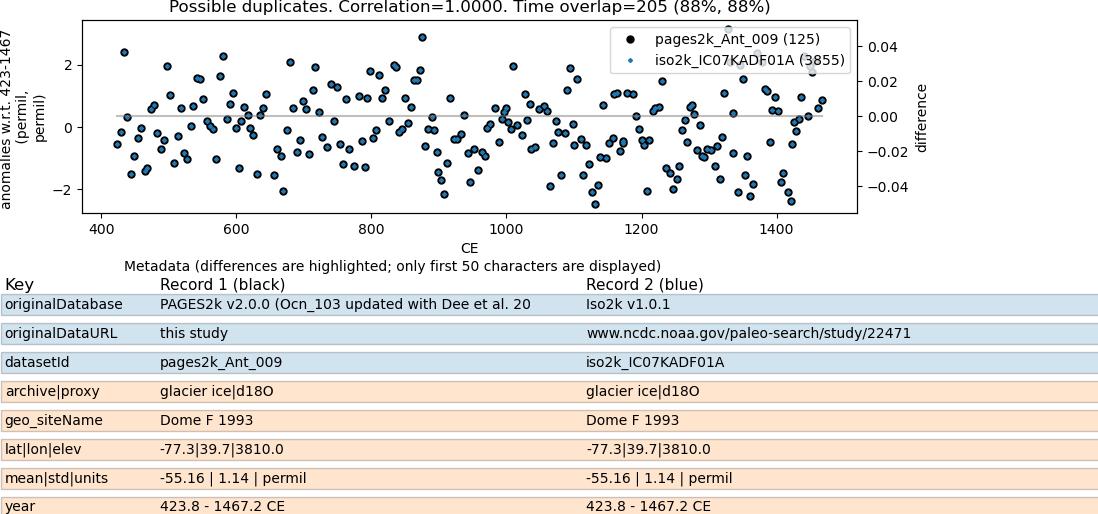 Possible duplicates. Correlation=1.0000. Time overlap=205 (88%, 88%)
anomalies w.r.t. 423-1467
(permil,
permil)
2
0
−2
pages2k_Ant_009 (125)
iso2k_IC07KADF01A (3855)
0.04
0.02
0.00
−0.02
−0.04
difference
400 600 800 1000 1200 1400
CE
Metadata (differences are highlighted; only first 50 characters are displayed)
Key Record 1 (black) Record 2 (blue)
originalDatabase PAGES2k v2.0.0 (Ocn_103 updated with Dee et al. 20 Iso2k v1.0.1
originalDataURL this study www.ncdc.noaa.gov/paleo-search/study/22471
datasetId pages2k_Ant_009 iso2k_IC07KADF01A
archive|proxy glacier ice|d18O glacier ice|d18O
geo_siteName Dome F 1993 Dome F 1993
lat|lon|elev -77.3|39.7|3810.0 -77.3|39.7|3810.0
mean|std|units -55.16 | 1.14 | permil -55.16 | 1.14 | permil
year 423.8 - 1467.2 CE 423.8 - 1467.2 CE